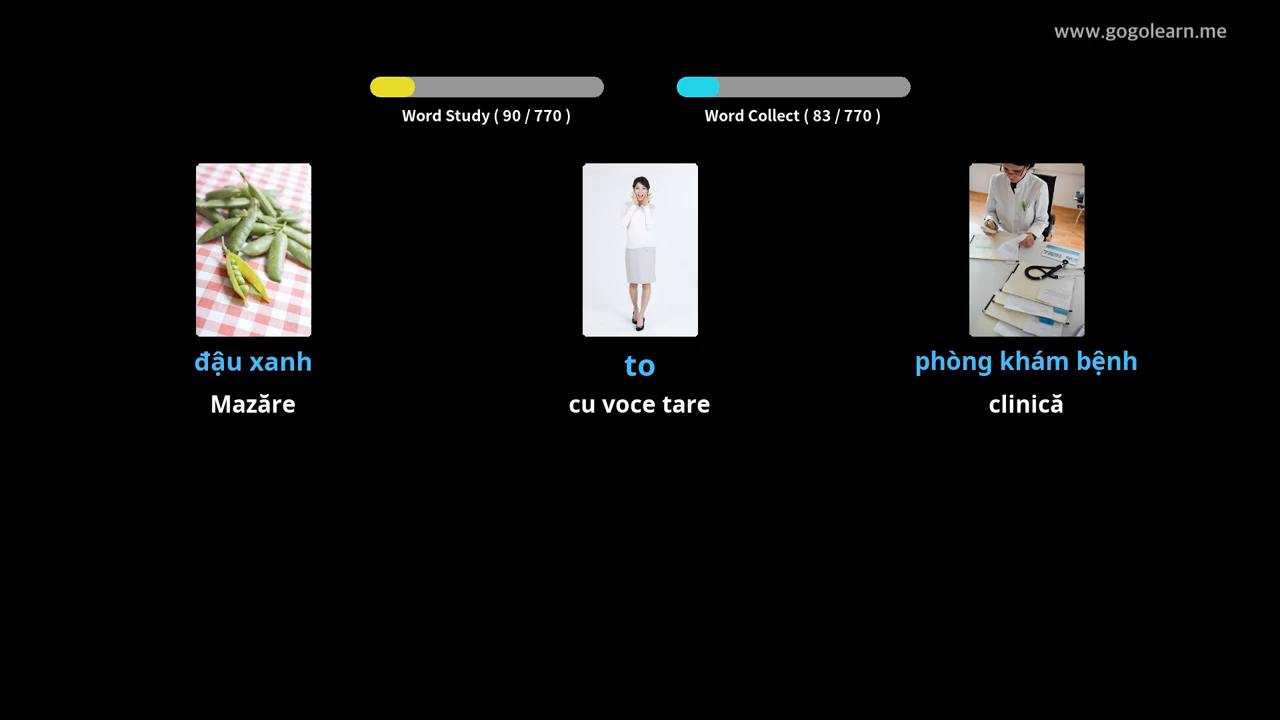 www.gogolearn.me
Word Study ( 90 / 770 )
Word Collect ( 83 / 770 )
đậu xanh
to
phòng khám bệnh
Mazăre
cu voce tare
clinică